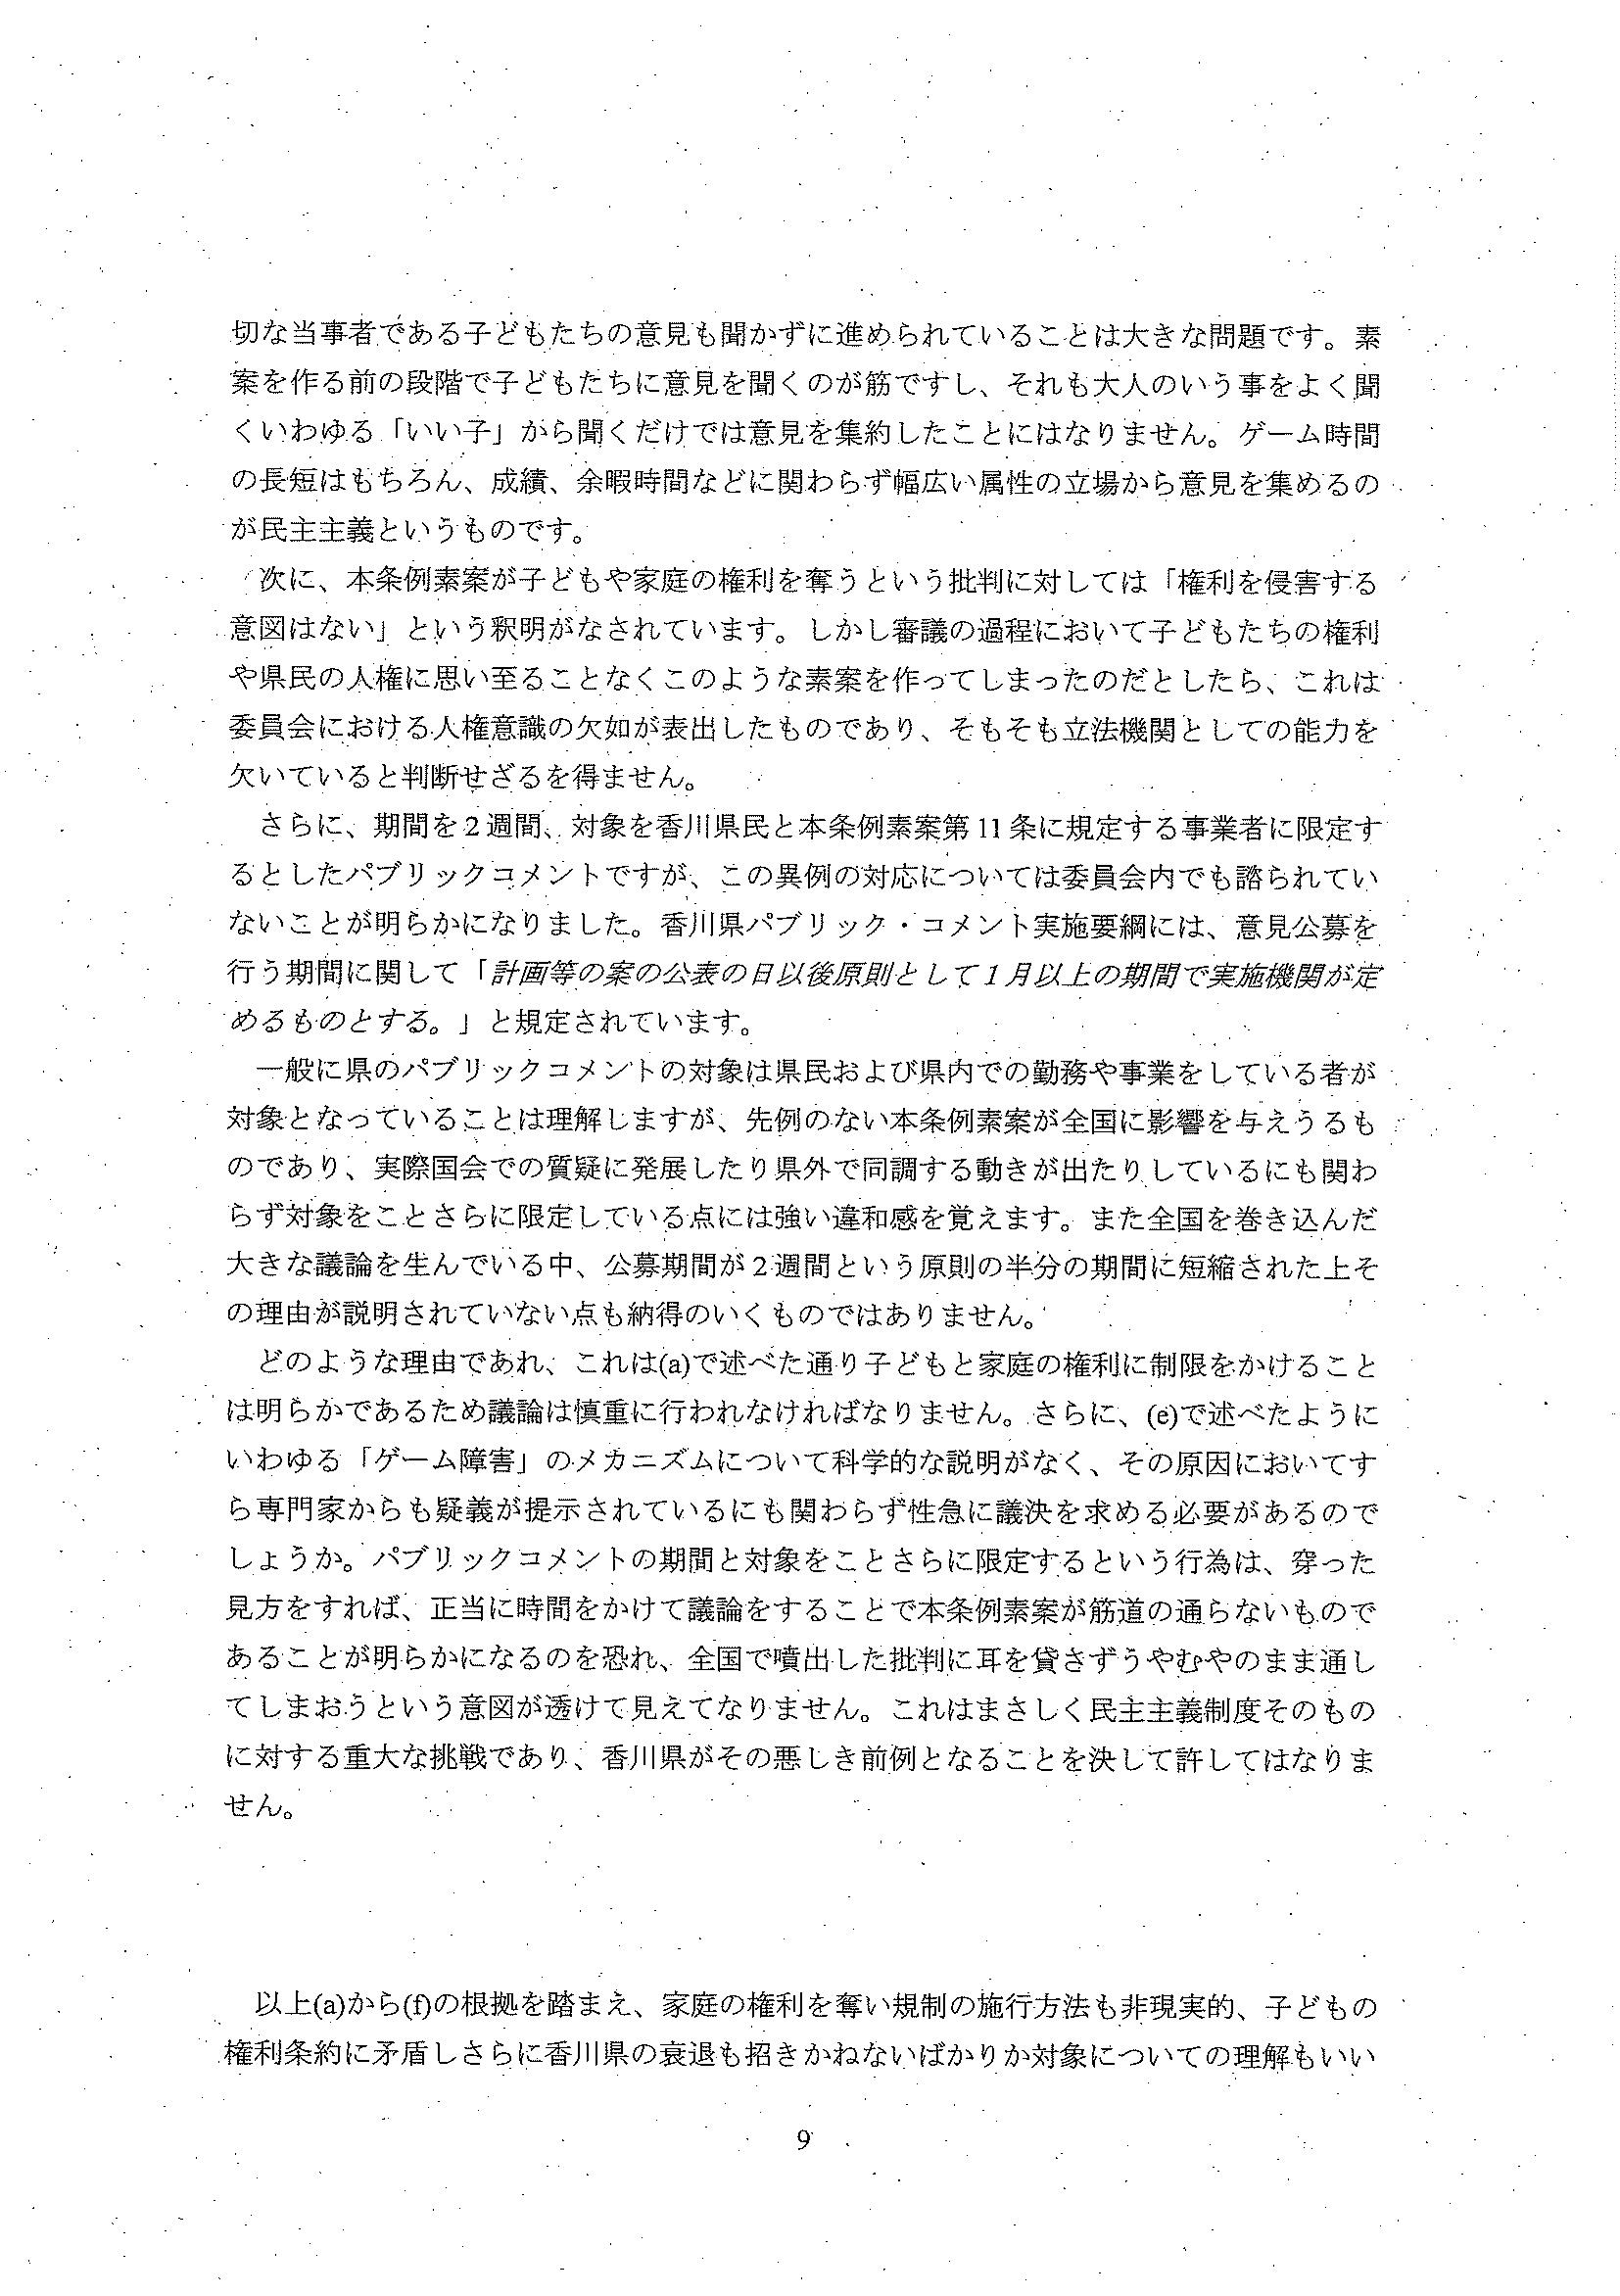 切な当事者である子どもたちの意見も聞かずに進められていることは大きな問題です。素
案を作る前の段階で子どもたちに意見を聞くのが筋ですし、それも大人のいう事をよく聞
くいわゆる「いい子」から聞くだけでは意見を集約したことにはなりません。ゲーム時間
の長短はもちろん、成績、余暇時間などに関わらず幅広い属性の立場から意見を集めるの
が民主主義というものです。
次に、本条例素案が子どもや家庭の権利を奪うという批判に対しては「権利を侵害する
意図はない」という釈明がなされています。しかし審議の過程において子どもたちの権利
や県民の人権に思い至ることなくこのような素案を作ってしまったのだとしたら、これは
委員会における人権意識の欠如が表出したものであり、そもそも立法機関としての能力を
欠いていると判断せざるを得ません。
さらに、期間を2週間、対象を香川県民と本条例素案第11条に規定する事業者に限定す
るとしたパブリックコメントですが、この異例の対応については委員会内でも諮られてい
ないことが明らかになりました。香川県パブリック・コメント実施要綱には、意見公募を
行う期間に関して「計画等の案の公表の日以後原則として1月以上の期間で実施機関が定
めるものとする。」と規定されています。
一般に県のパブリックコメントの対象は県民および県内での勤務や事業をしている者が
対象となっていることは理解しますが、先例のない本条例素案が全国に影響を与えうるも
のであり、実際国会での質疑に発展したり県外で同調する動きが出たりしているにも関わ
らず対象をことさらに限定している点には強い違和感を覚えます。また全国を巻き込んだ
大きな議論を生んでいる中、公募期間が2週間という原則の半分の期間に短縮された上そ
の理由が説明されていない点も納得のいくものではありません。
どのような理由であれ、これは(a)で述べた通り子どもと家庭の権利に制限をかけること
は明らかであるため議論は慎重に行われなければなりません。さらに、(e)で述べたように
いわゆる「ゲーム障害」のメカニズムについて科学的な説明がなく、その原因においてす
ら専門家からも疑義が提示されているにも関わらず性急に議決を求める必要があるので
しょうか。パブリックコメントの期間と対象をことさらに限定するという行為は、穿った
見方をすれば、正当に時間をかけて議論をすることで本条例素案が筋道の通らないもので
あることが明らかになるのを恐れ、全国で噴出した批判に耳を貸さずうやむやのまま通し
てしまおうという意図が透けて見えてなりません。これはまさしく民主主義制度そのもの
に対する重大な挑戦であり、香川県がその悪しき前例となることを決して許してはなりま
せん。
以上(a)から(f)の根拠を踏まえ、家庭の権利を奪い規制の施行方法も非現実的、子どもの
権利条約に矛盾しさらに香川県の衰退も招きかねないばかりか対象についての理解もいい
9